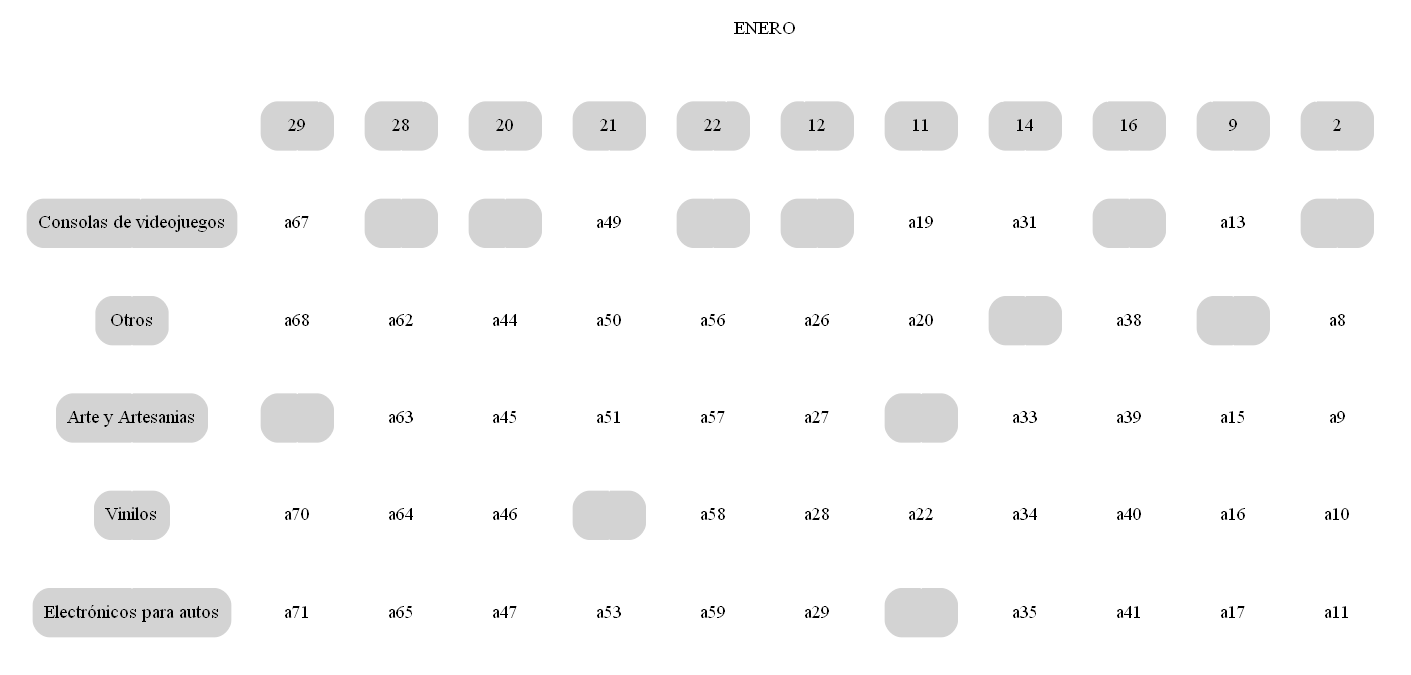 ENERO
29 28 20 21 22 12 11 14 16 9 2
Consolas de videojuegos a67 a49 a19 a31 a13
Otros a68 a62 a44 a50 a56 a26 a20 a38 a8
Arte y Artesanias a63 a45 a51 a57 a27 a33 a39 a15 a9
Vinilos a70 a64 a46 a58 a28 a22 a34 a40 a16 a10
Electrónicos para autos a71 a65 a47 a53 a59 a29 a35 a41 a17 a11